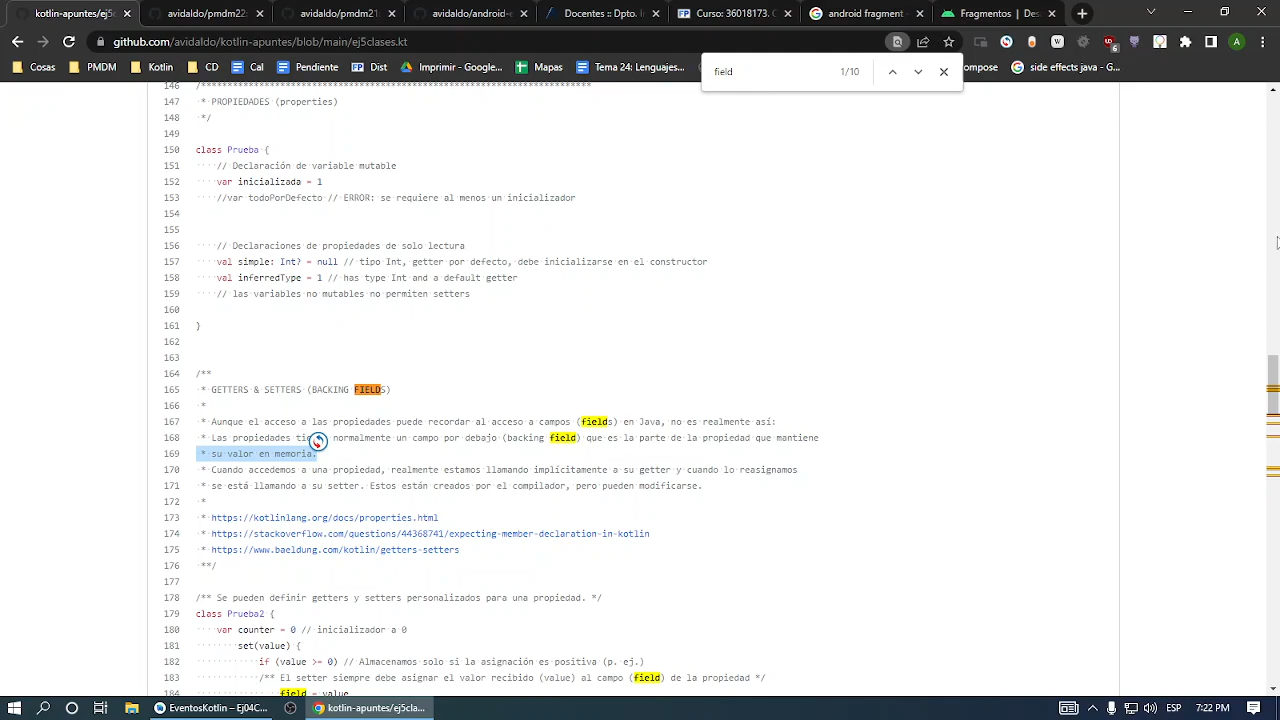 kotlin-apuntes/ej5
avidaldo/pmdm22
avidaldo/pmdm21
avidaldo/android-
Docentes :: Dpto. In
FP Curso: 36018173. C
android fragment -
Fragmentos | Des
github.com/avidaldo/kotlin-apuntes/blob/main/ej5clases.kt
Cosas
PMDM
Kotlin
CD
Pendiente
FP Dist
Imprimir - Google...
Mapas
Tema 24: Lenguajes...
ompose
side effects java - G...
field 1/10
146 /**************************************************************************
147 * PROPIEDADES (properties)
148 */
149
150 class Prueba {
151 // Declaración de variable mutable
152 var inicializada = 1
153 //var todoPorDefecto // ERROR: se requiere al menos un inicializador
154
155
156 // Declaraciones de propiedades de solo lectura
157 val simple: Int? = null // tipo Int, getter por defecto, debe inicializarse en el constructor
158 val inferredType = 1 // has type Int and a default getter
159 // las variables no mutables no permiten setters
160
161 }
162
163
164 /**
165 * GETTERS & SETTERS (BACKING FIELDS)
166 *
167 * Aunque el acceso a las propiedades puede recordar al acceso a campos (fields) en Java, no es realmente así:
168 * Las propiedades ti normalmente un campo por debajo (backing field) que es la parte de la propiedad que mantiene
169 * su valor en memoria.
170 * Cuando accedemos a una propiedad, realmente estamos llamando implícitamente a su getter y cuando lo reasignamos
171 * se está llamando a su setter. Estos están creados por el compilador, pero pueden modificarse.
172 *
173 * https://kotlinlang.org/docs/properties.html
174 * https://stackoverflow.com/questions/44368741/expecting-member-declaration-in-kotlin
175 * https://www.baeldung.com/kotlin/getters-setters
176 **/
177
178 /** Se pueden definir getters y setters personalizados para una propiedad. */
179 class Prueba2 {
180 var counter = 0 // inicializador a 0
181 set(value) {
182 if (value >= 0) // Almacenamos solo si la asignación es positiva (p. ej.)
183 /** El setter siempre debe asignar el valor recibido (value) al campo (field) de la propiedad */
184 field = value
EventosKotlin – Ej04C...
kotlin-apuntes/ej5cla...
ESP
7:22 PM